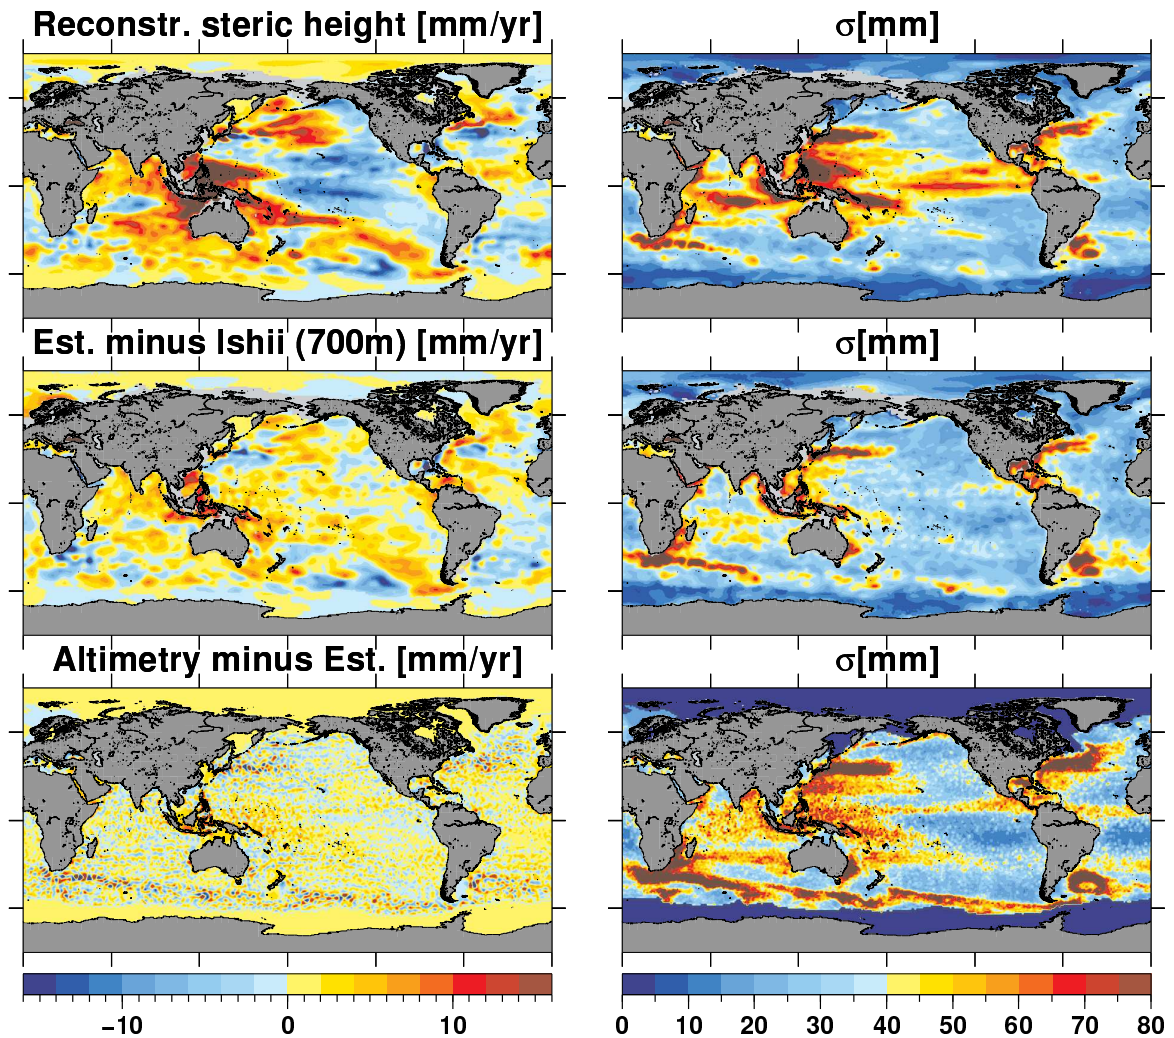 Reconstr. steric height [mm/yr]
σ[mm]
Est. minus Ishii (700m) [mm/yr]
σ[mm]
Altimetry minus Est. [mm/yr]
σ[mm]
−10 0 10
0 10 20 30 40 50 60 70 80